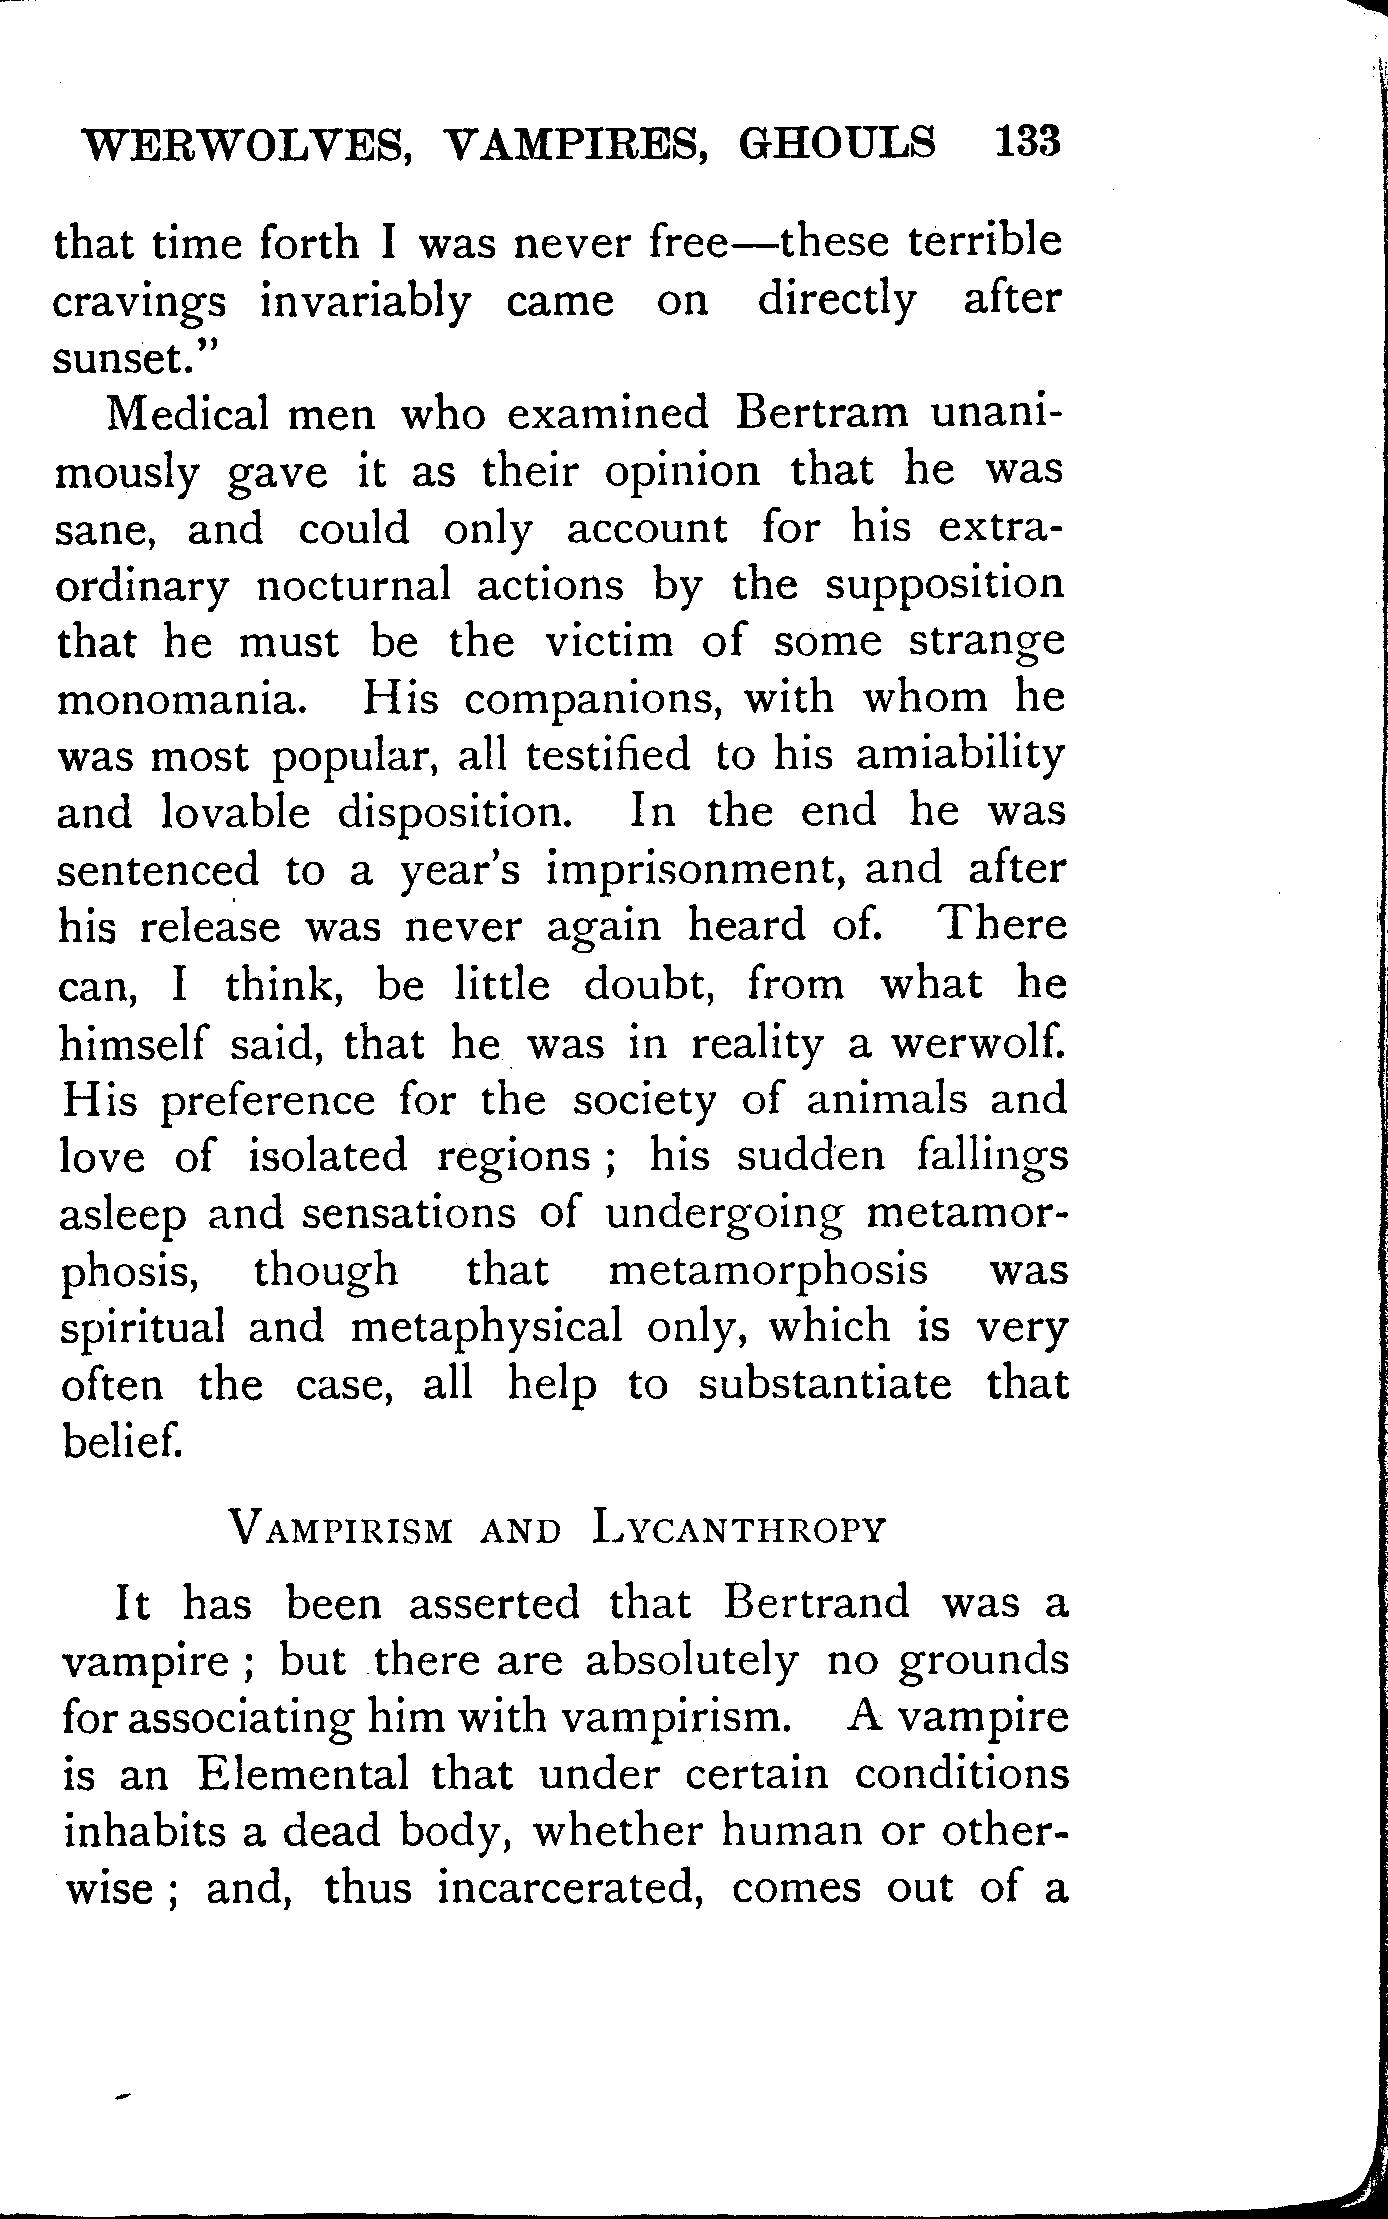 WERWOLVES, VAMPIRES, GHOULS 133
that time forth I was never free—these terrible
cravings invariably came on directly after
sunset."
Medical men who examined Bertram unani-
mously gave it as their opinion that he was
sane, and could only account for his extra-
ordinary nocturnal actions by the supposition
that he must be the victim of some strange
monomania. His companions, with whom he
was most popular, all testified to his amiability
and lovable disposition. In the end he was
sentenced to a year's imprisonment, and after
his release was never again heard of. There
can, I think, be little doubt, from what he
himself said, that he was in reality a werwolf.
His preference for the society of animals and
love of isolated regions ; his sudden fallings
asleep and sensations of undergoing metamor-
phosis, though that metamorphosis was
spiritual and metaphysical only, which is very
often the case, all help to substantiate that
belief.
VAMPIRISM AND LYCANTHROPY
It has been asserted that Bertrand was a
vampire ; but there are absolutely no grounds
for associating him with vampirism. A vampire
is an Elemental that under certain conditions
inhabits a dead body, whether human or other-
wise ; and, thus incarcerated, comes out of a